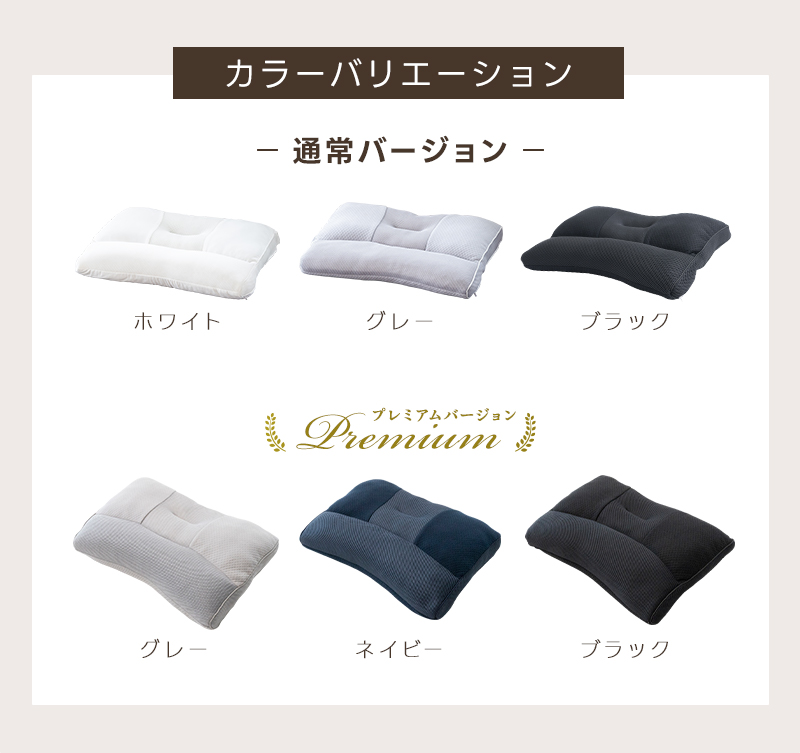 カラーバリエーション
－ 通常バージョン －
ホワイト
グレー
ブラック
プレミアムバージョン
Premium
グレー
ネイビー
ブラック